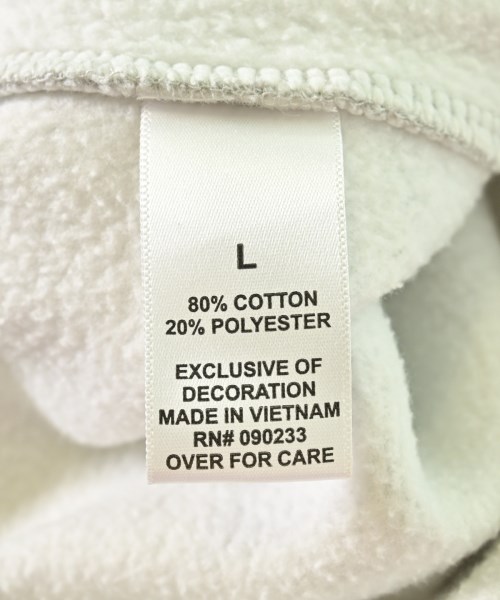 L
80% COTTON
20% POLYESTER
EXCLUSIVE OF
DECORATION
MADE IN VIETNAM
RN# 090233
OVER FOR CARE